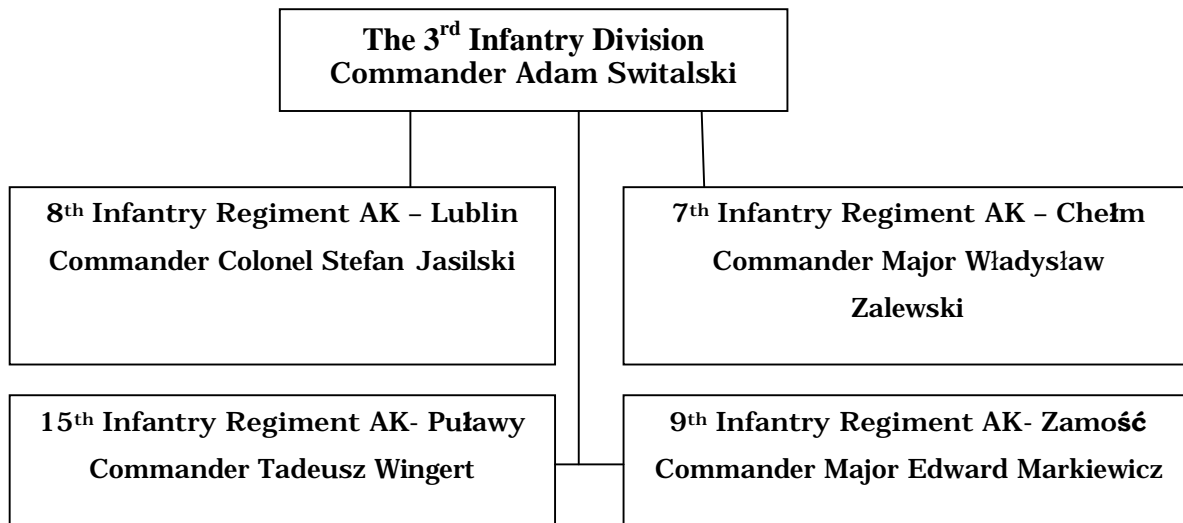 The 3rd Infantry Division
Commander Adam Switalski
8th Infantry Regiment AK – Lublin
Commander Colonel Stefan Jasilski
7th Infantry Regiment AK – Chełm
Commander Major Władysław
Zalewski
15th Infantry Regiment AK- Puławy
Commander Tadeusz Wingert
9th Infantry Regiment AK- Zamość
Commander Major Edward Markiewicz